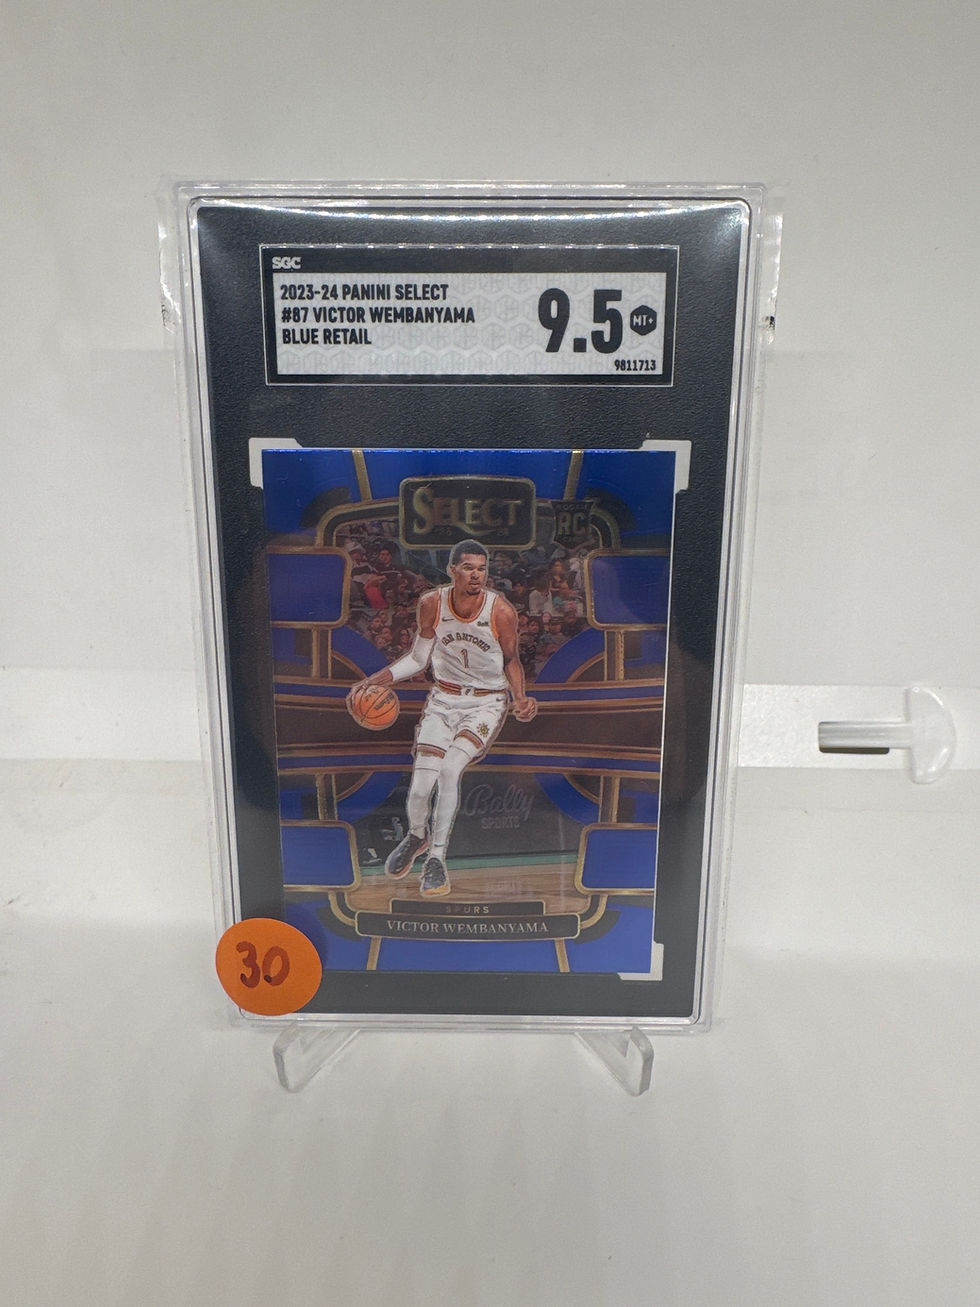 SGC
2023-24 PANINI SELECT
#87 VICTOR WEMBANYAMA
BLUE RETAIL
9.5
MT+
9811713
SELECT
ROOKIE
RC
SAN ANTONIO
1
Bally
SPORTS
SPURS
VICTOR WEMBANYAMA
30